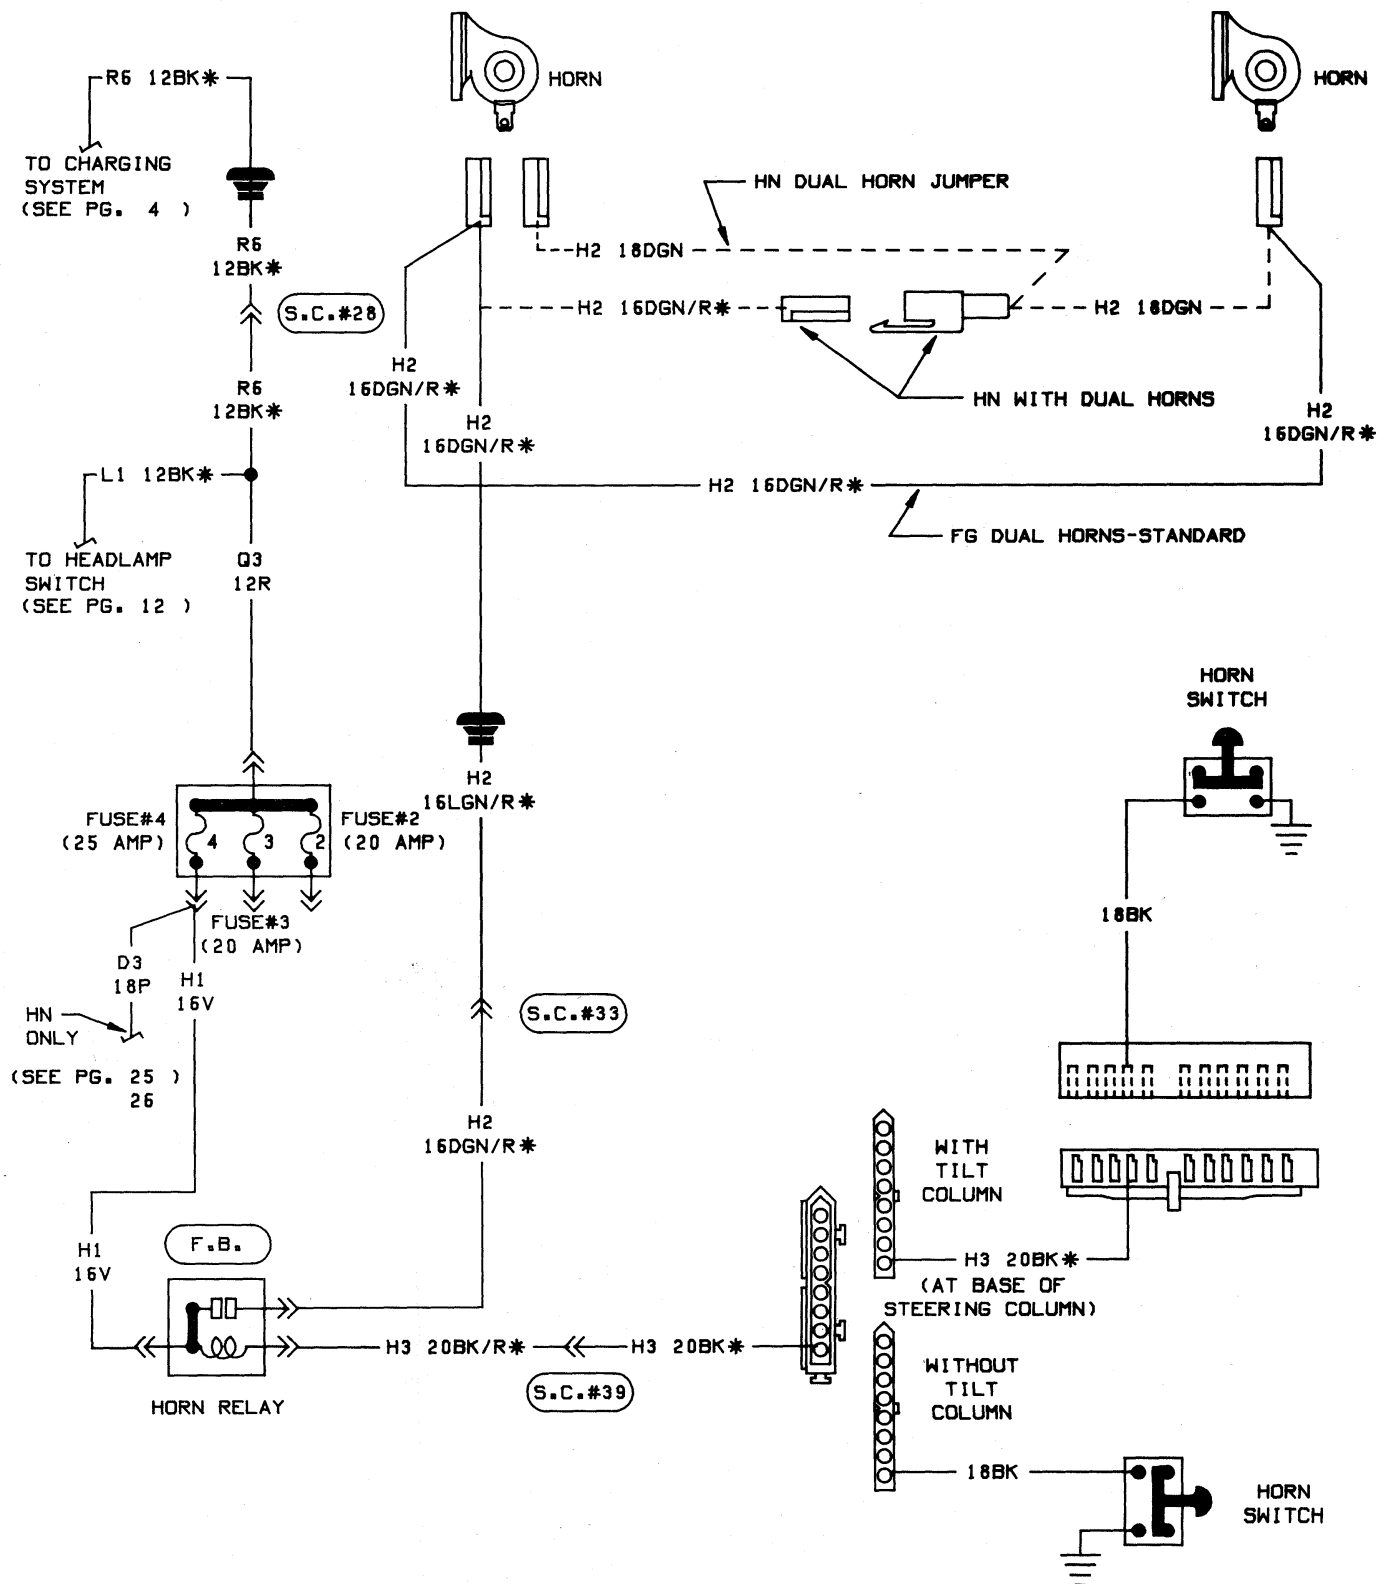 HORN
HORN
R6 12BK*
TO CHARGING
SYSTEM
(SEE PG. 4 )
R6
12BK*
S.C.#28
R6
12BK*
L1 12BK*
TO HEADLAMP
SWITCH
(SEE PG. 12 )
Q3
12R
HN DUAL HORN JUMPER
H2 18DGN
H2 16DGN/R*
H2 18DGN
H2
16DGN/R*
H2
16DGN/R*
HN WITH DUAL HORNS
H2
16DGN/R*
H2 16DGN/R*
FG DUAL HORNS-STANDARD
HORN
SWITCH
H2
16LGN/R*
FUSE#4
(25 AMP)
4
3
2
FUSE#2
(20 AMP)
FUSE#3
(20 AMP)
D3
18P
H1
16V
HN
ONLY
(SEE PG. 25 )
26
18BK
S.C.#33
H2
16DGN/R*
WITH
TILT
COLUMN
H1
16V
F.B.
H3 20BK*
(AT BASE OF
STEERING COLUMN)
H3 20BK/R*
H3 20BK*
S.C.#39
HORN RELAY
WITHOUT
TILT
COLUMN
18BK
HORN
SWITCH